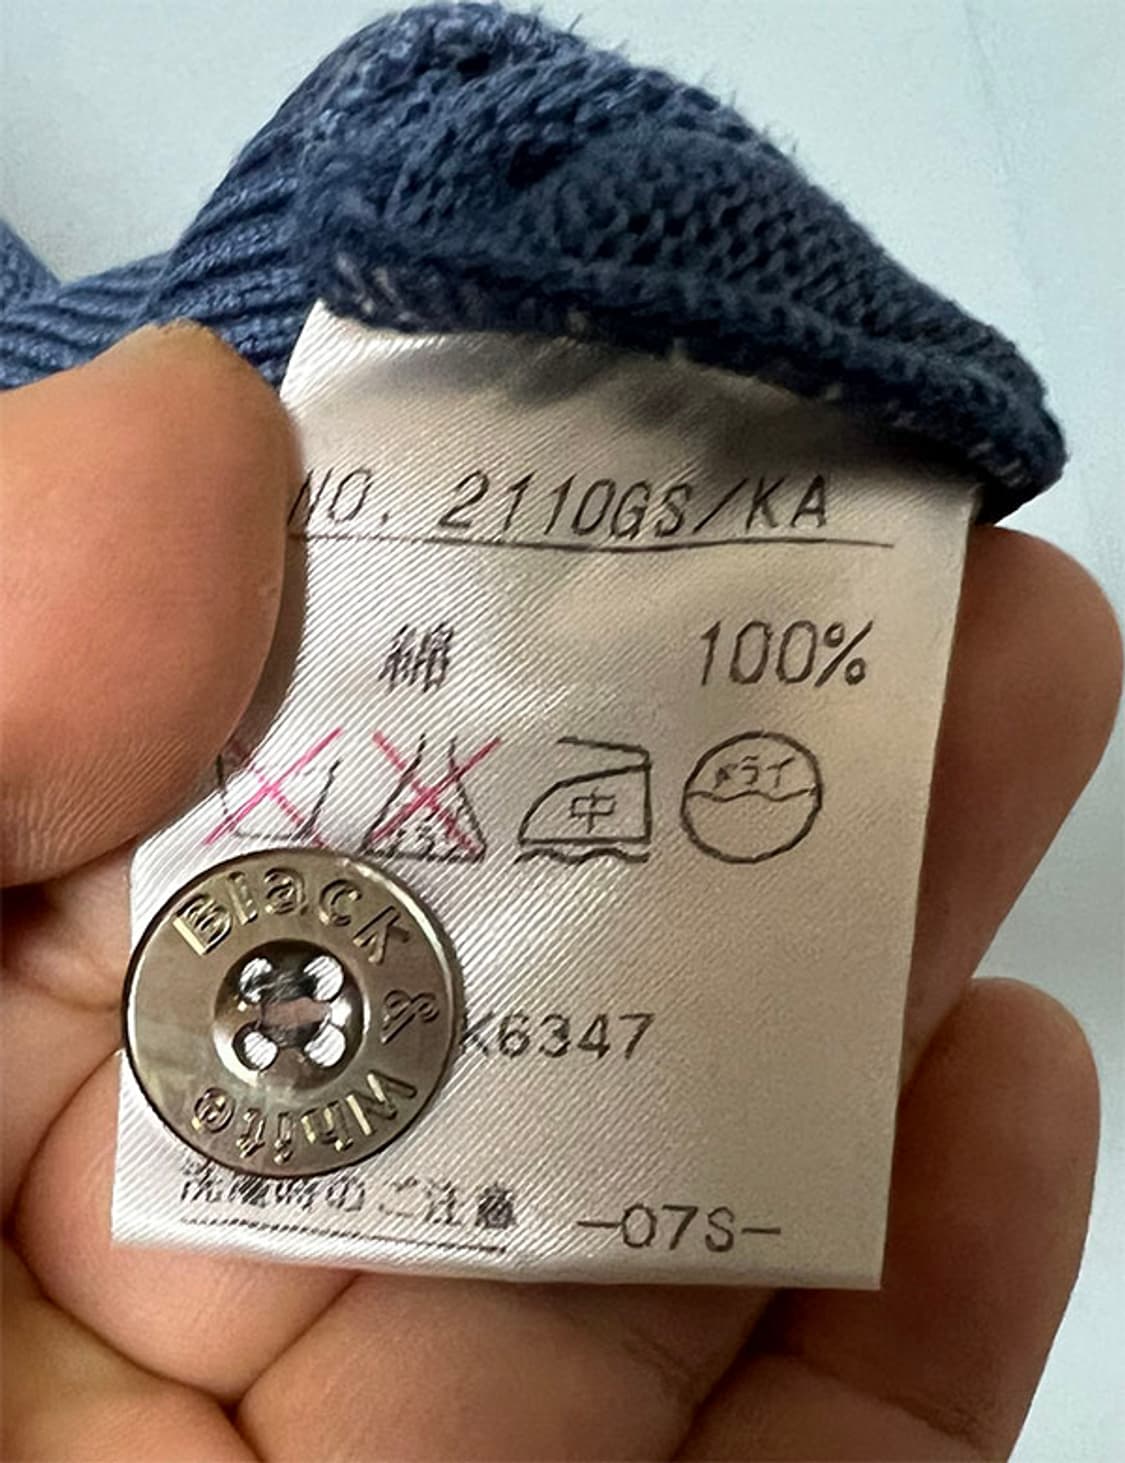 NO. 2110GS/KA
綿 100%
中 ドライ
Black & White
K6347
洗濯時のご注意 -07S-